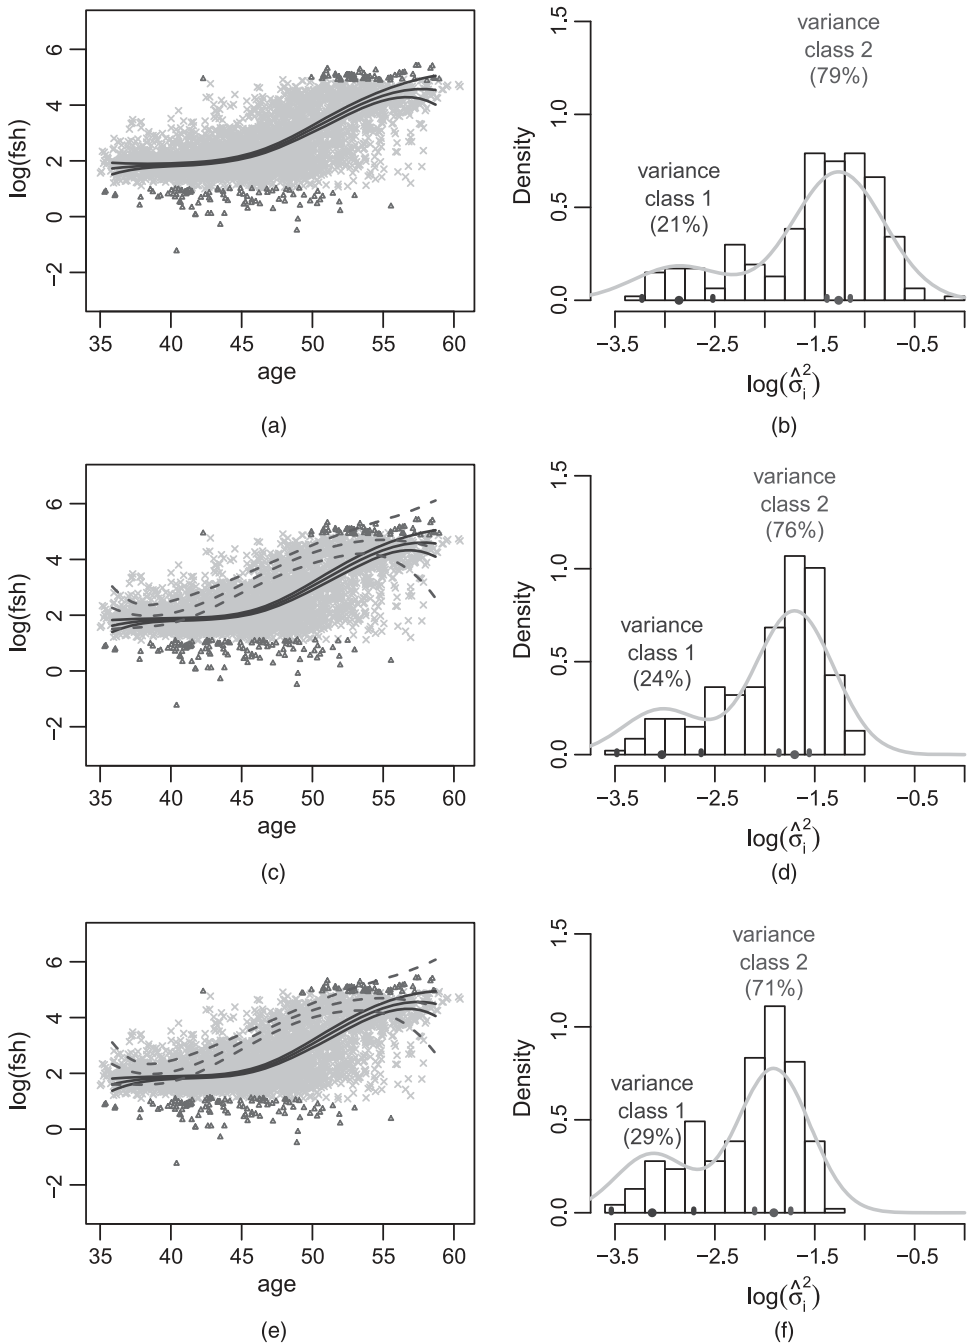 log(fsh)
6
4
2
0
−2
35 40 45 50 55 60
age
(a)
Density
1.5
1.0
0.5
0.0
variance
class 1
(21%)
variance
class 2
(79%)
−3.5 −2.5 −1.5 −0.5
log(σ̂²ᵢ)
(b)
log(fsh)
6
4
2
0
−2
35 40 45 50 55 60
age
(c)
Density
1.5
1.0
0.5
0.0
variance
class 1
(24%)
variance
class 2
(76%)
−3.5 −2.5 −1.5 −0.5
log(σ̂²ᵢ)
(d)
log(fsh)
6
4
2
0
−2
35 40 45 50 55 60
age
(e)
Density
1.5
1.0
0.5
0.0
variance
class 1
(29%)
variance
class 2
(71%)
−3.5 −2.5 −1.5 −0.5
log(σ̂²ᵢ)
(f)